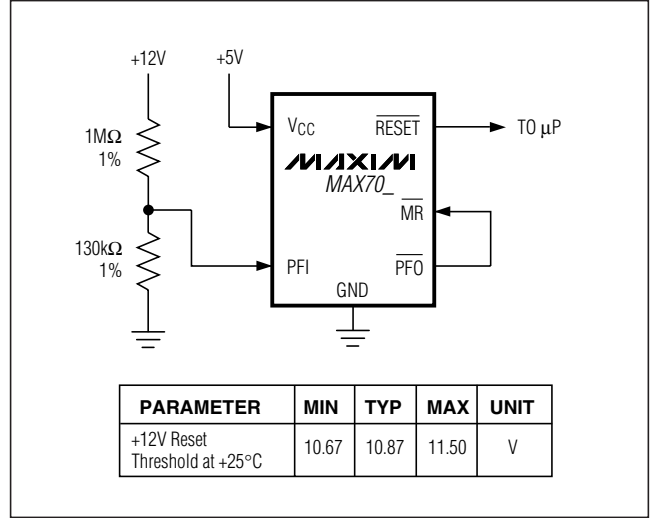 +12V
+5V
1MΩ
1%
130kΩ
1%
VCC
RESET
MAXIM
MAX70_
MR
PFI
PFO
GND
TO µP
PARAMETER MIN TYP MAX UNIT
+12V Reset
Threshold at +25°C 10.67 10.87 11.50 V